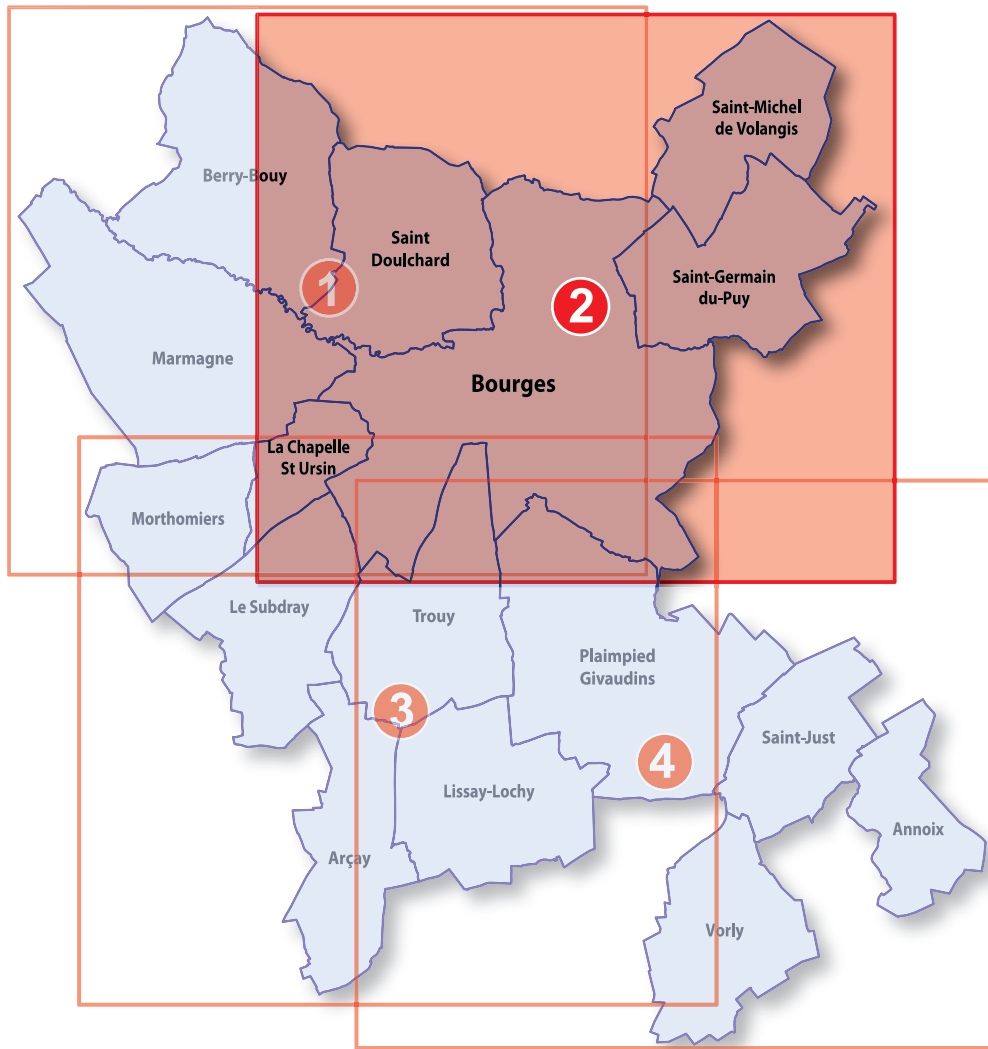 Saint-Michel
de Volangis
Berry-Bouy
Saint
Doulchard
Saint-Germain
du-Puy
1
2
Marmagne
Bourges
La Chapelle
St Ursin
Morthomiers
Le Subdray
Trouy
Plaimpied
Givaudins
3
Saint-Just
4
Lissay-Lochy
Annoix
Arçay
Vorly